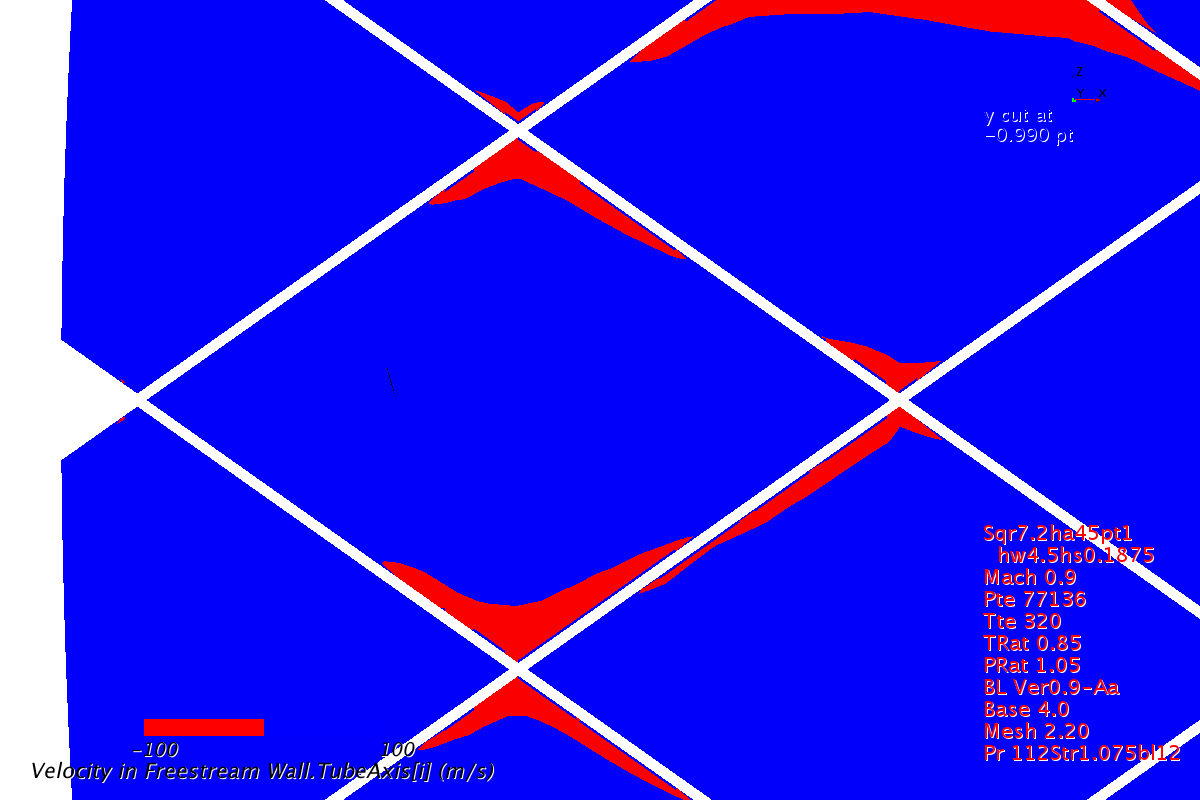 Z
Y X
y cut at
-0.990 pt
Sqr7.2ha45pt1
hw4.5hs0.1875
Mach 0.9
Pte 77136
Tte 320
TRat 0.85
PRat 1.05
BL Ver0.9-Aa
Base 4.0
Mesh 2.20
Pr 112Str1.075bl12
-100 100
Velocity in Freestream Wall.TubeAxis[i] (m/s)